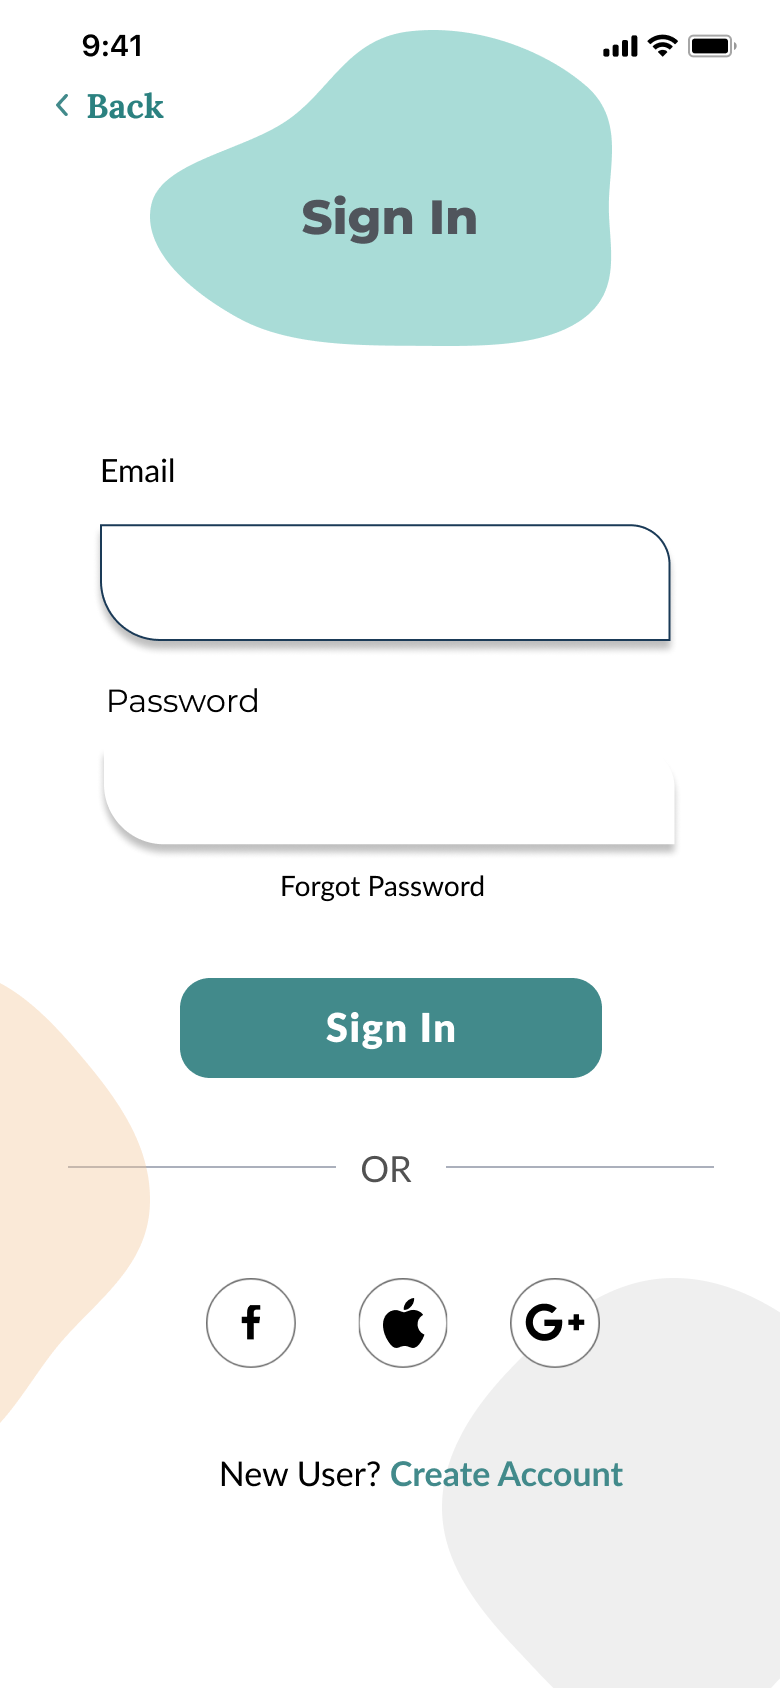 9:41
Back
Sign In
Email
Password
Forgot Password
Sign In
OR
f G+
New User? Create Account